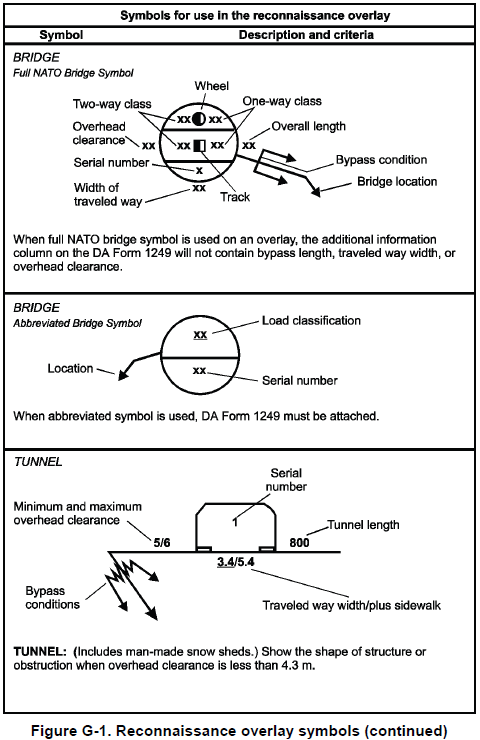 Symbols for use in the reconnaissance overlay
Symbol Description and criteria
BRIDGE
Full NATO Bridge Symbol
Wheel
Two-way class One-way class
xx xx
Overhead clearance
xx
xx xx
xx
Overall length
Serial number
x
Bypass condition
Bridge location
Width of traveled way
xx
Track
When full NATO bridge symbol is used on an overlay, the additional information
column on the DA Form 1249 will not contain bypass length, traveled way width, or
overhead clearance.
BRIDGE
Abbreviated Bridge Symbol
xx
Load classification
Location
xx
Serial number
When abbreviated symbol is used, DA Form 1249 must be attached.
TUNNEL
Serial
number
Minimum and maximum
overhead clearance
1
Tunnel length
5/6
800
3.4/5.4
Bypass
conditions
Traveled way width/plus sidewalk
TUNNEL: (Includes man-made snow sheds.) Show the shape of structure or
obstruction when overhead clearance is less than 4.3 m.
Figure G-1. Reconnaissance overlay symbols (continued)